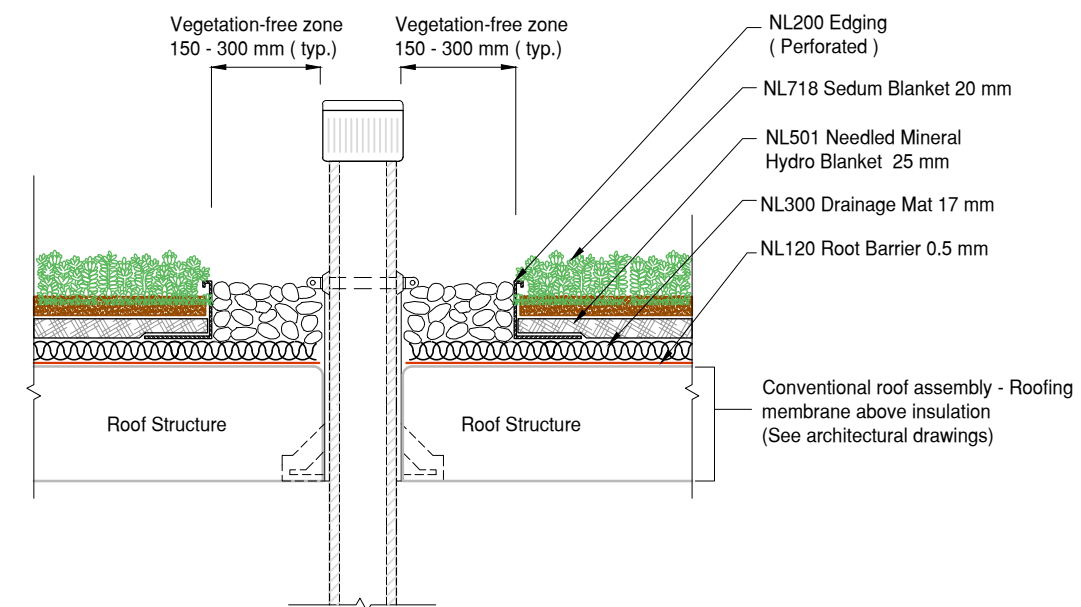 Vegetation-free zone
150 - 300 mm ( typ.)
Vegetation-free zone
150 - 300 mm ( typ.)
NL200 Edging
( Perforated )
NL718 Sedum Blanket 20 mm
NL501 Needled Mineral
Hydro Blanket 25 mm
NL300 Drainage Mat 17 mm
NL120 Root Barrier 0.5 mm
Roof Structure
Roof Structure
Conventional roof assembly - Roofing
membrane above insulation
(See architectural drawings)